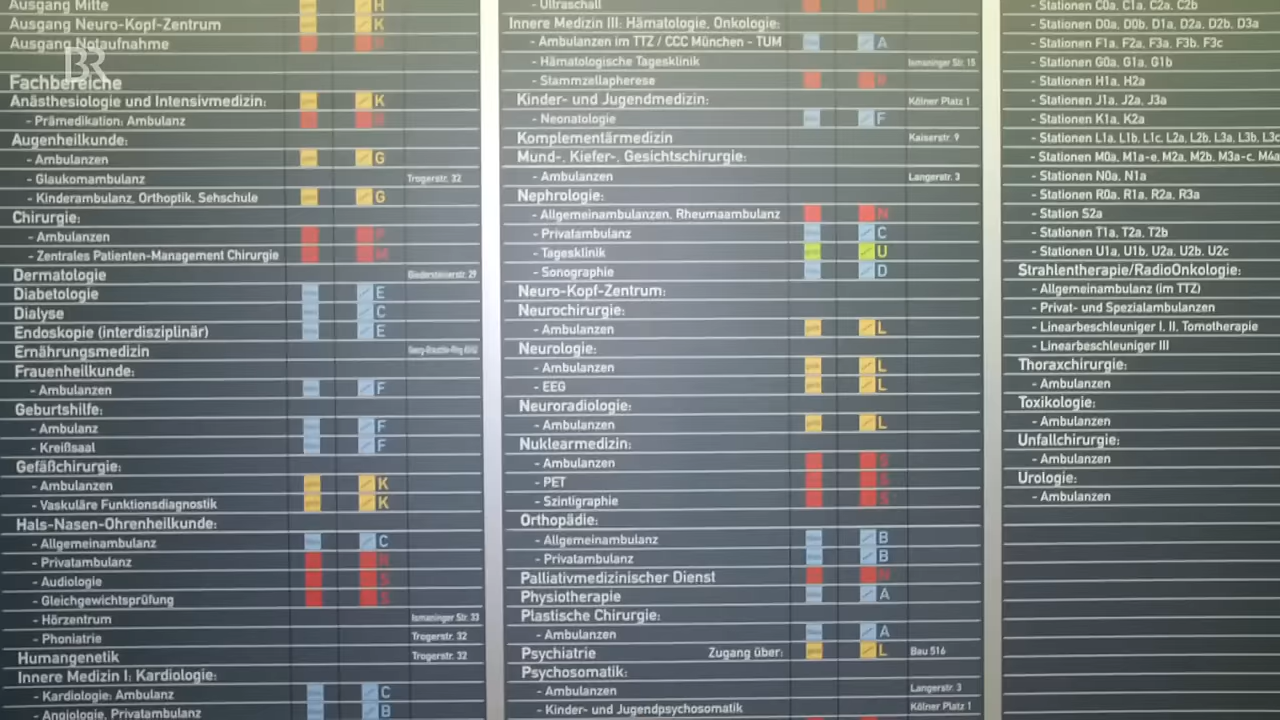 Ausgang Mitte H
Ausgang Neuro-Kopf-Zentrum K
Ausgang Notaufnahme
BR
Fachbereiche
Anästhesiologie und Intensivmedizin: K
- Prämedikation: Ambulanz
Augenheilkunde:
- Ambulanzen G
- Glaukomambulanz Trogerstr. 32
- Kinderambulanz, Orthoptik, Sehschule G
Chirurgie:
- Ambulanzen
- Zentrales Patienten-Management Chirurgie M
Dermatologie Biedersteinerstr. 29
Diabetologie E
Dialyse C
Endoskopie (interdisziplinär) E
Ernährungsmedizin
Frauenheilkunde:
- Ambulanzen F
Geburtshilfe:
- Ambulanz F
- Kreißsaal F
Gefäßchirurgie:
- Ambulanzen K
- Vaskuläre Funktionsdiagnostik K
Hals-Nasen-Ohrenheilkunde:
- Allgemeinambulanz C
- Privatambulanz
- Audiologie S
- Gleichgewichtsprüfung S
- Hörzentrum Ismaninger Str. 33
- Phoniatrie Trogerstr. 32
Humangenetik Trogerstr. 32
Innere Medizin I: Kardiologie:
- Kardiologie: Ambulanz C
- Angiologie, Privatambulanz B
- Ultraschall
Innere Medizin III: Hämatologie, Onkologie:
- Ambulanzen im TTZ / CCC München - TUM A
- Hämatologische Tagesklinik Ismaninger Str. 15
- Stammzellapherese
Kinder- und Jugendmedizin: Kölner Platz 1
- Neonatologie F
Komplementärmedizin Kaiserstr. 9
Mund-, Kiefer-, Gesichtschirurgie:
- Ambulanzen Langerstr. 3
Nephrologie:
- Allgemeinambulanzen, Rheumaambulanz N
- Privatambulanz C
- Tagesklinik U
- Sonographie D
Neuro-Kopf-Zentrum:
Neurochirurgie:
- Ambulanzen L
Neurologie:
- Ambulanzen L
- EEG L
Neuroradiologie:
- Ambulanzen L
Nuklearmedizin:
- Ambulanzen S
- PET S
- Szintigraphie S
Orthopädie:
- Allgemeinambulanz B
- Privatambulanz B
Palliativmedizinischer Dienst N
Physiotherapie A
Plastische Chirurgie:
- Ambulanzen A
Psychiatrie Zugang über: L Bau 516
Psychosomatik:
- Ambulanzen Langerstr. 3
- Kinder- und Jugendpsychosomatik Kölner Platz 1
- Stationen C0a, C1a, C2a, C2b
- Stationen D0a, D0b, D1a, D2a, D2b, D3a
- Stationen F1a, F2a, F3a, F3b, F3c
- Stationen G0a, G1a, G1b
- Stationen H1a, H2a
- Stationen J1a, J2a, J3a
- Stationen K1a, K2a
- Stationen L1a, L1b, L1c, L2a, L2b, L3a, L3b, L3c
- Stationen M0a, M1a-e, M2a, M2b, M3a-c, M4a
- Stationen N0a, N1a
- Stationen R0a, R1a, R2a, R3a
- Station S2a
- Stationen T1a, T2a, T2b
- Stationen U1a, U1b, U2a, U2b, U2c
Strahlentherapie/RadioOnkologie:
- Allgemeinambulanz (im TTZ)
- Privat- und Spezialambulanzen
- Linearbeschleuniger I, II, Tomotherapie
- Linearbeschleuniger III
Thoraxchirurgie:
- Ambulanzen
Toxikologie:
- Ambulanzen
Unfallchirurgie:
- Ambulanzen
Urologie:
- Ambulanzen